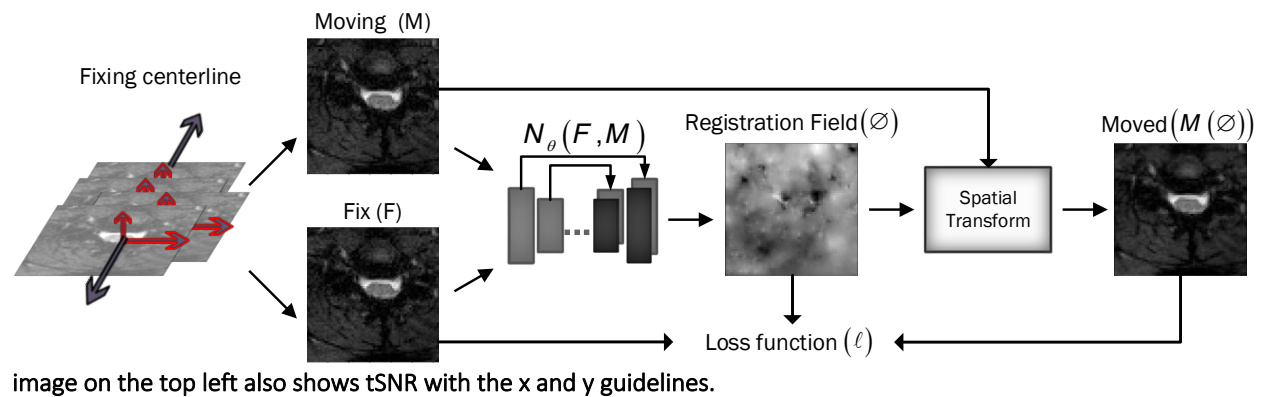 Moving (M)
Fixing centerline
N_θ(F,M)
Registration Field(∅)
Moved(M(∅))
Fix (F)
Spatial
Transform
Loss function (ℓ)
image on the top left also shows tSNR with the x and y guidelines.